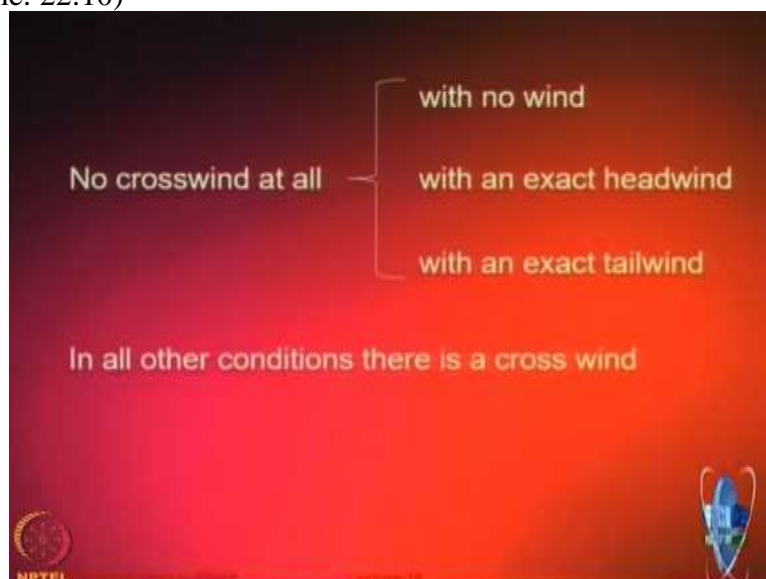 No crosswind at all
with no wind
with an exact headwind
with an exact tailwind
In all other conditions there is a cross wind
NPTEL